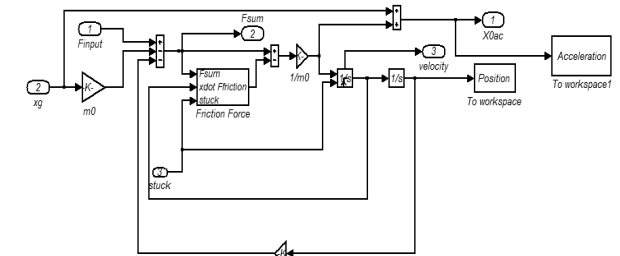 Fsum
1
Finput
2
1
X0ac
+
-
-
+
-
+
+
3
velocity
Acceleration
To workspace1
2
xg
-K-
m0
Fsum
xdot Ffriction
stuck
Friction Force
K-
1/m0
1/s
1/s
Position
To workspace
3
stuck